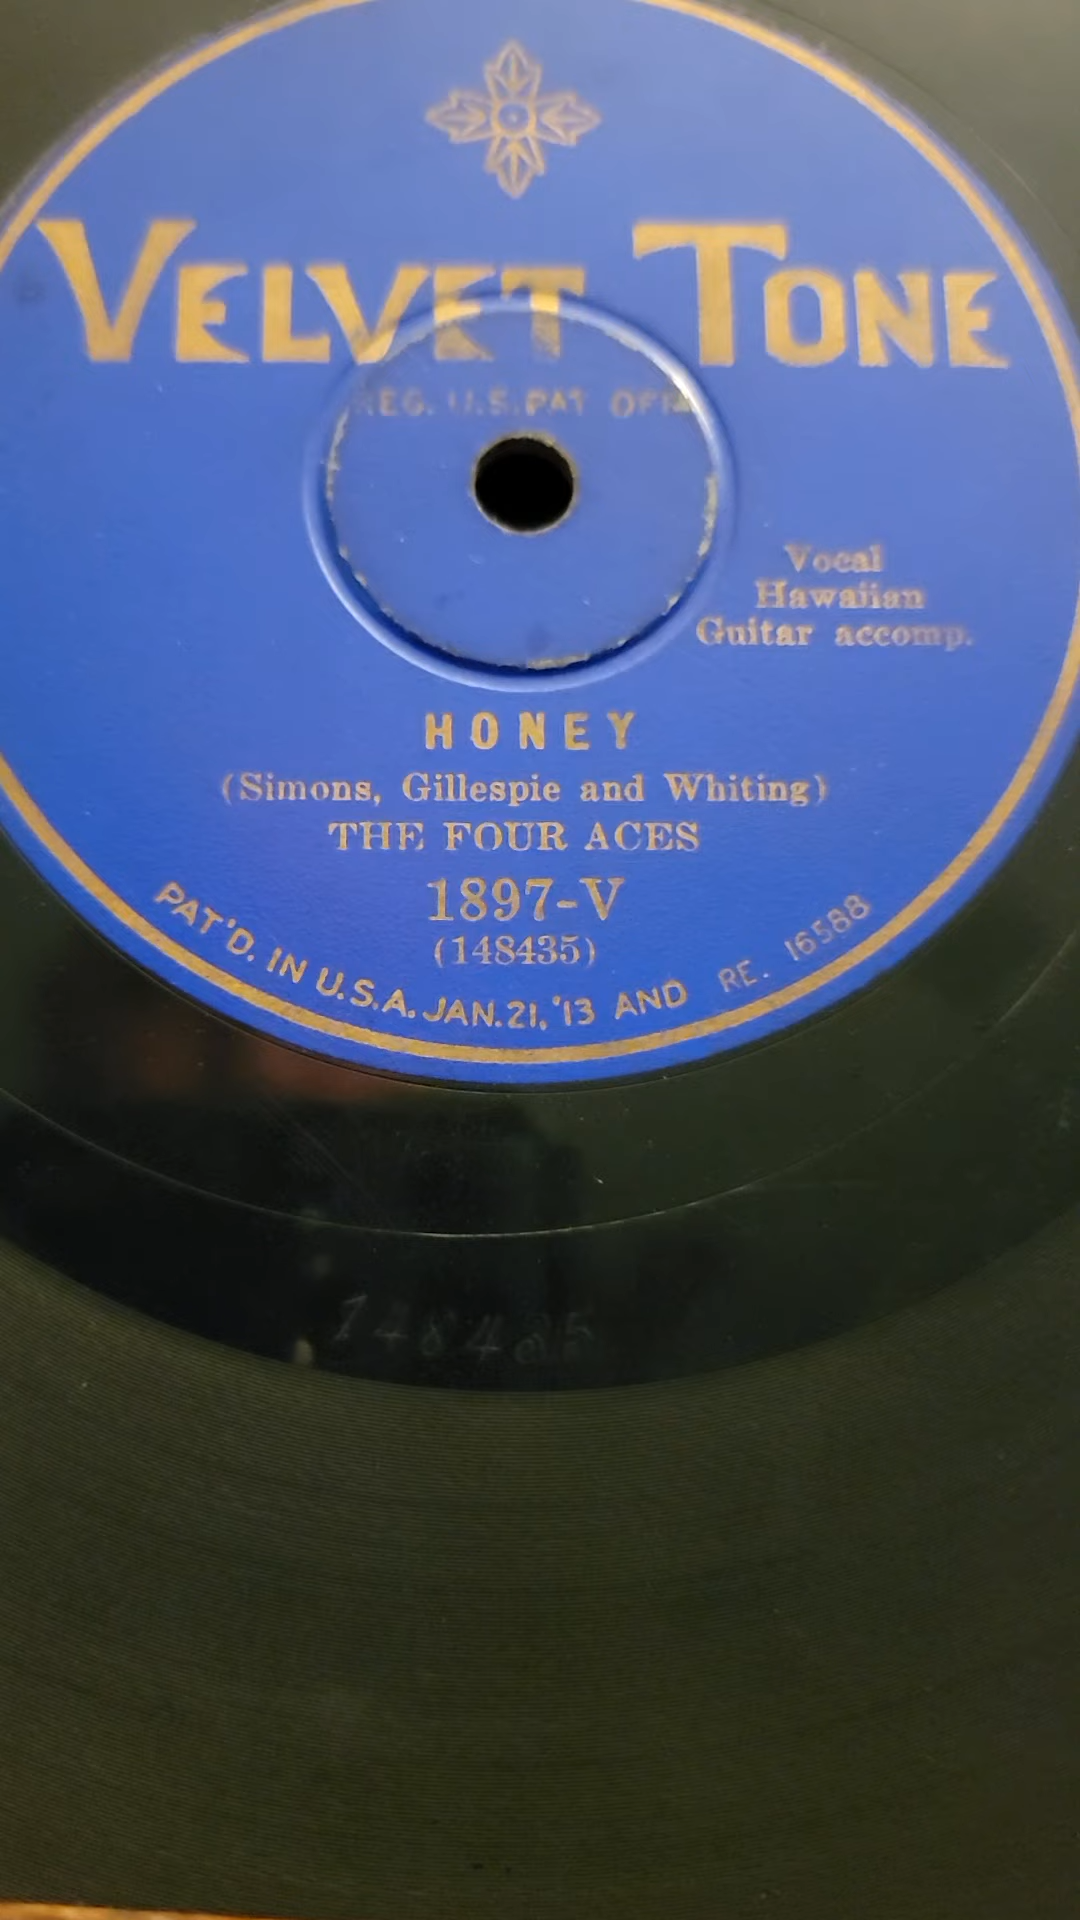 VELVET TONE
REG. U.S. PAT OFF.
Vocal
Hawaiian
Guitar accomp.
HONEY
(Simons, Gillespie and Whiting)
THE FOUR ACES
1897-V
(148435)
PAT'D. IN U.S.A. JAN. 21, '13 AND RE. 16588
148435